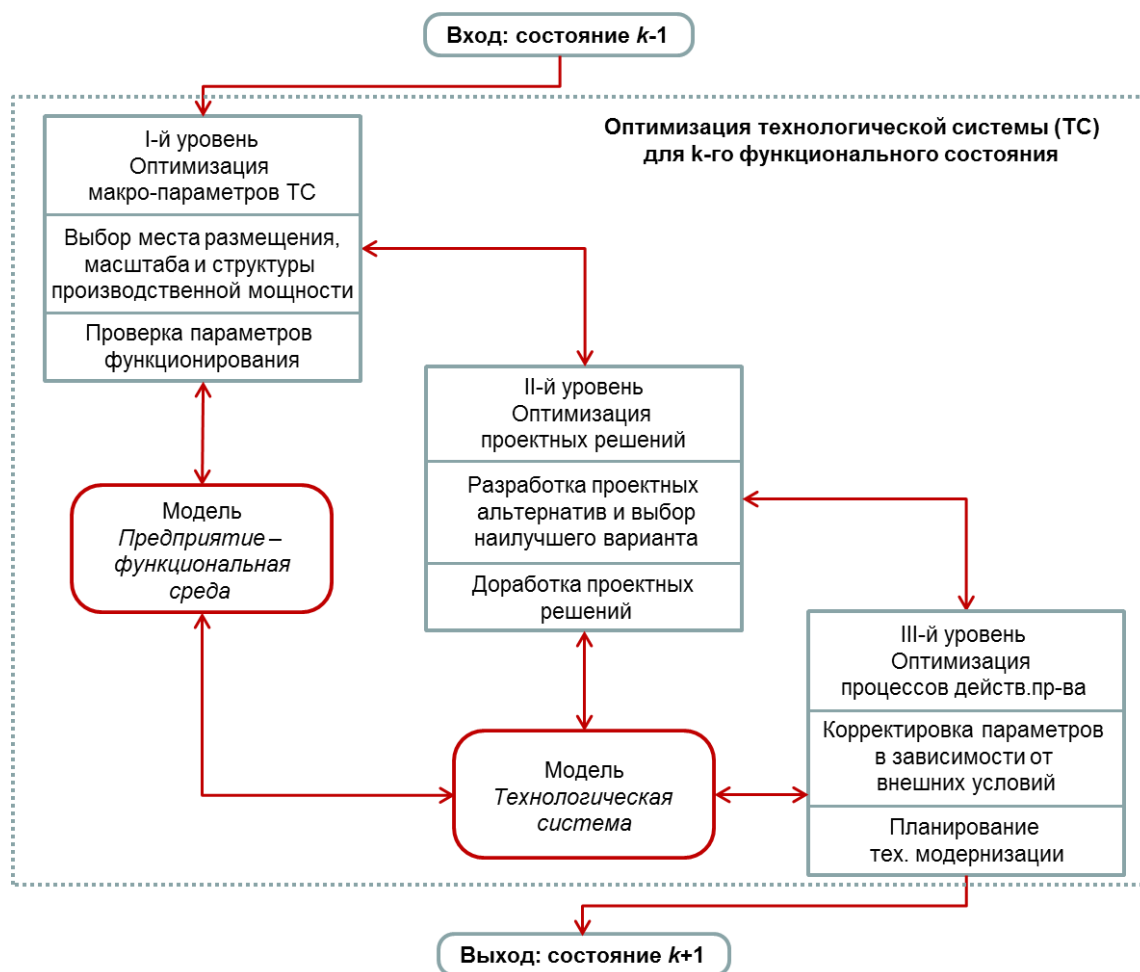 Вход: состояние k-1
Оптимизация технологической системы (ТС)
для k-го функционального состояния
I-й уровень
Оптимизация
макро-параметров ТС
Выбор места размещения,
масштаба и структуры
производственной мощности
Проверка параметров
функционирования
II-й уровень
Оптимизация
проектных решений
Разработка проектных
альтернатив и выбор
наилучшего варианта
Доработка проектных
решений
Модель
Предприятие –
функциональная
среда
III-й уровень
Оптимизация
процессов действ.пр-ва
Корректировка параметров
в зависимости от
внешних условий
Планирование
тех. модернизации
Модель
Технологическая
система
Выход: состояние k+1